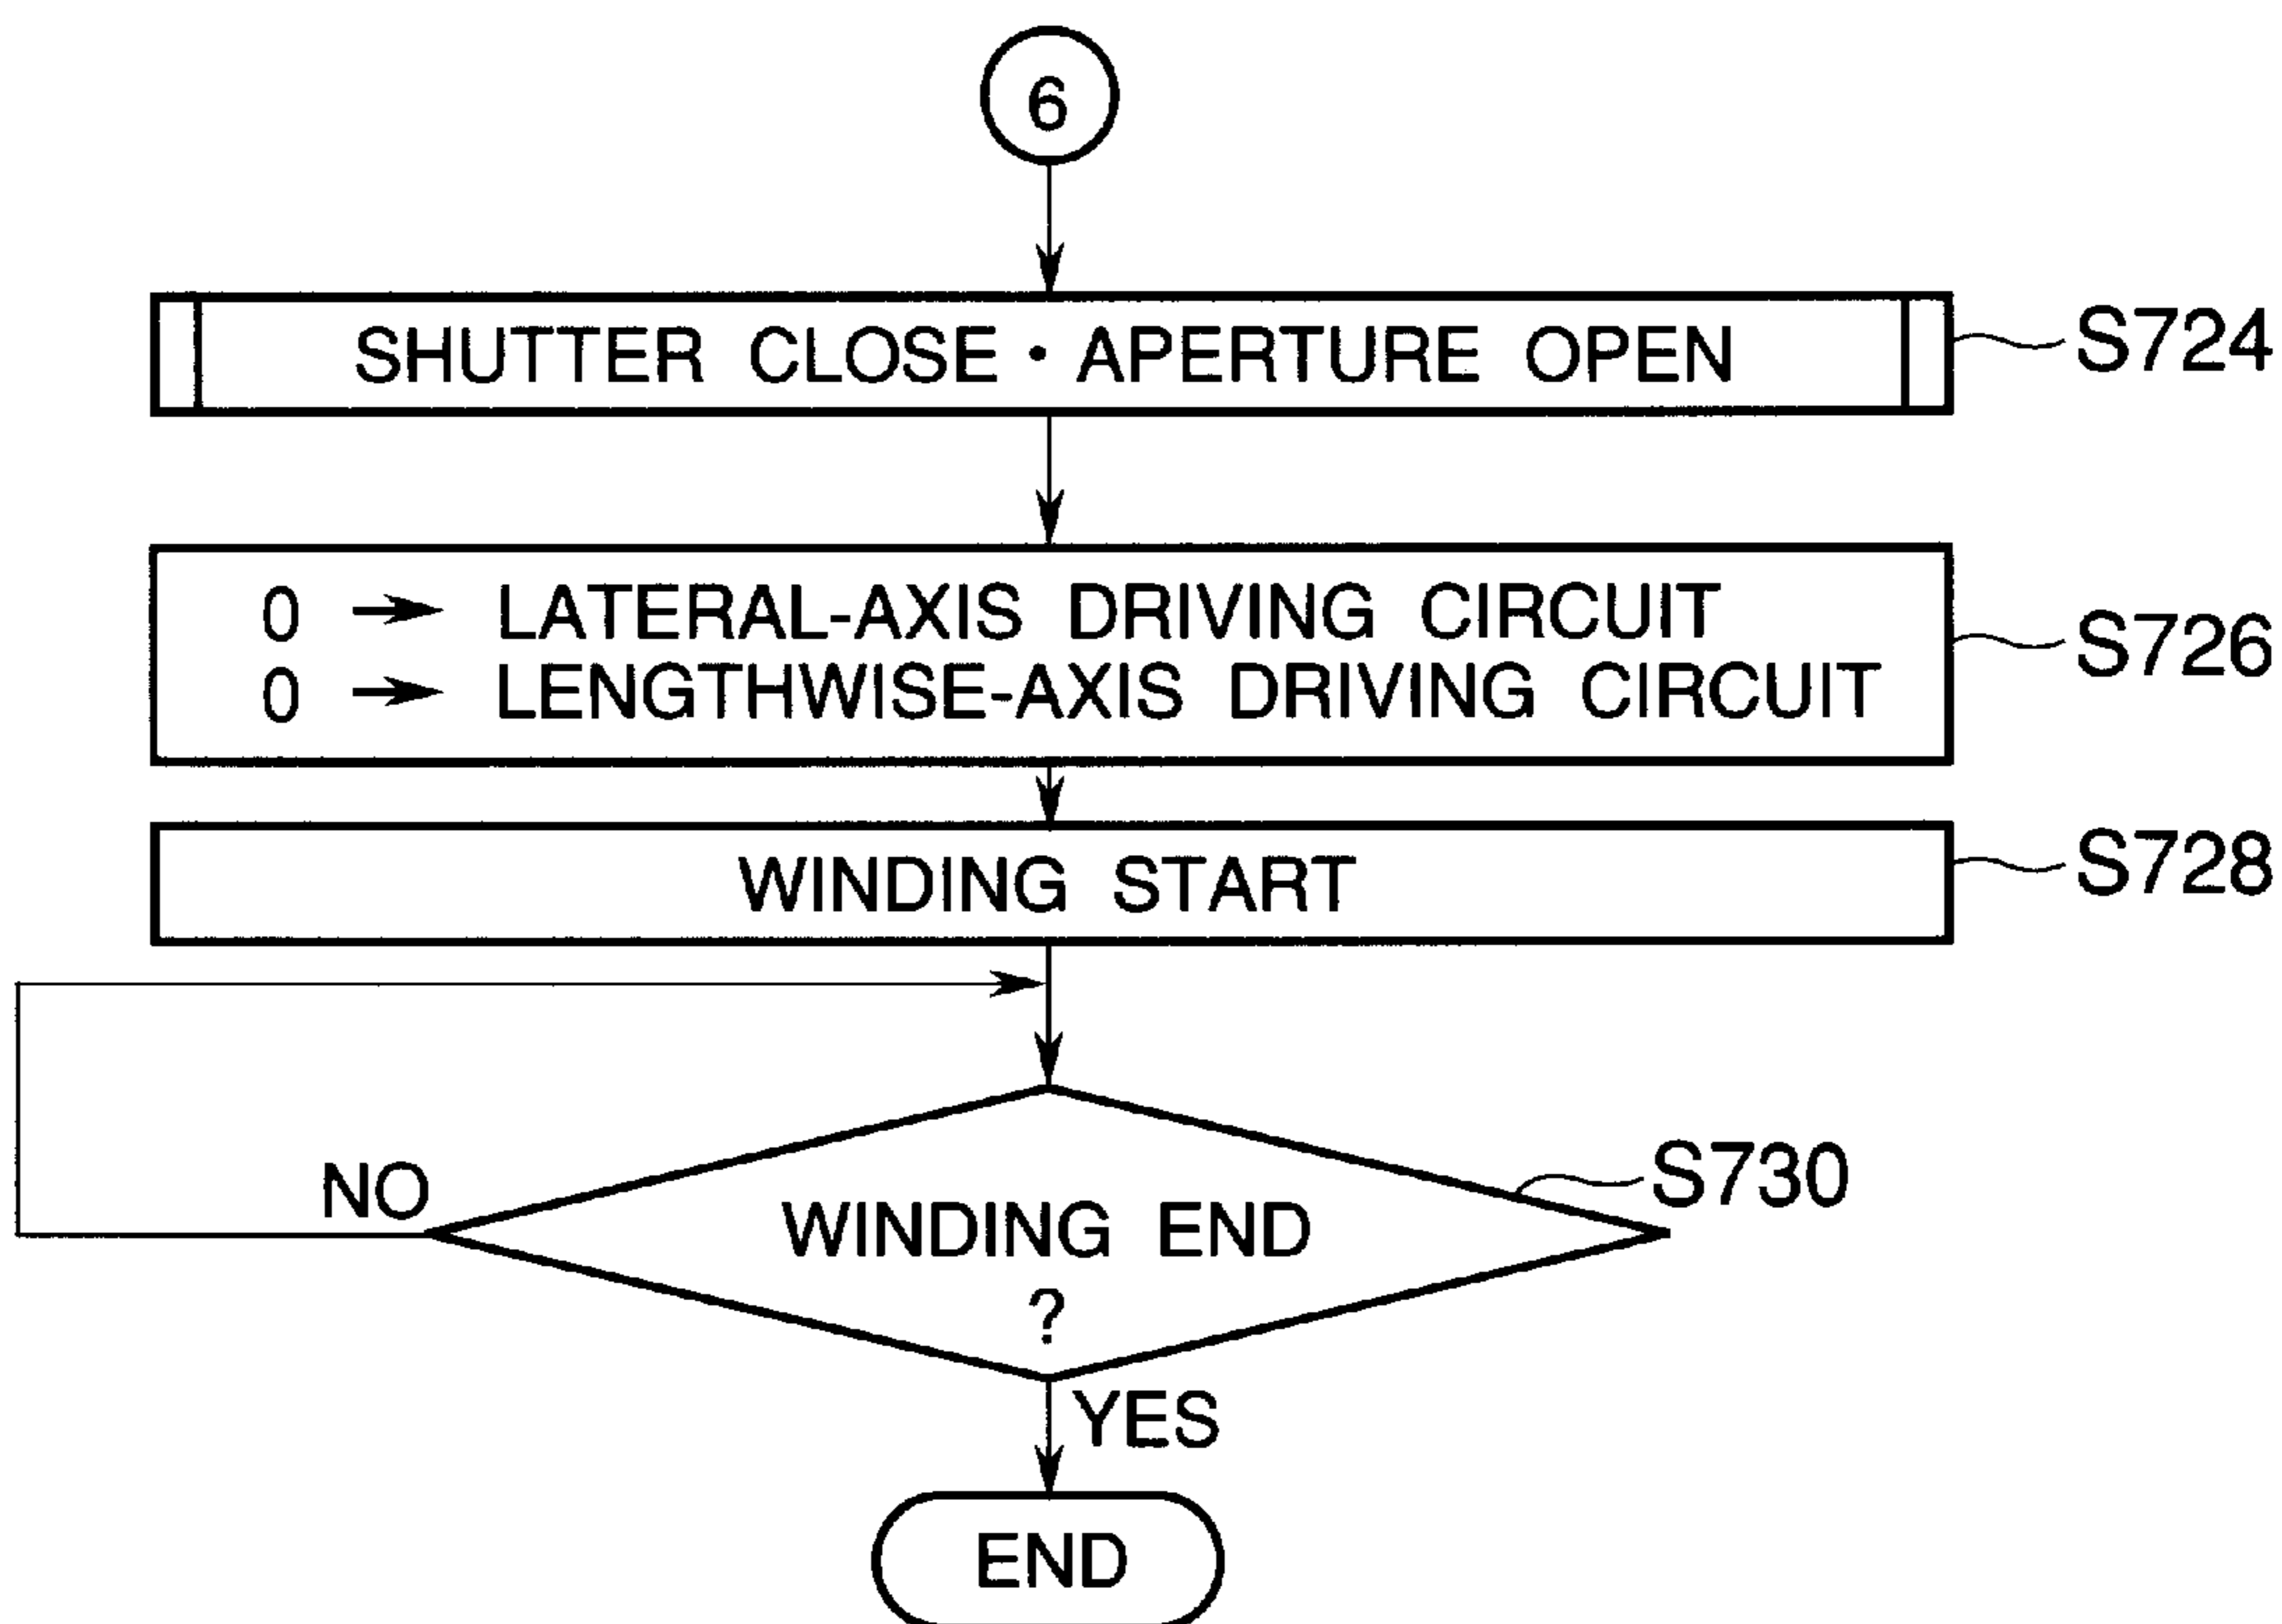 6
SHUTTER CLOSE・APERTURE OPEN
S724
0 → LATERAL-AXIS DRIVING CIRCUIT
0 → LENGTHWISE-AXIS DRIVING CIRCUIT
S726
WINDING START
S728
NO
S730
WINDING END
?
YES
END